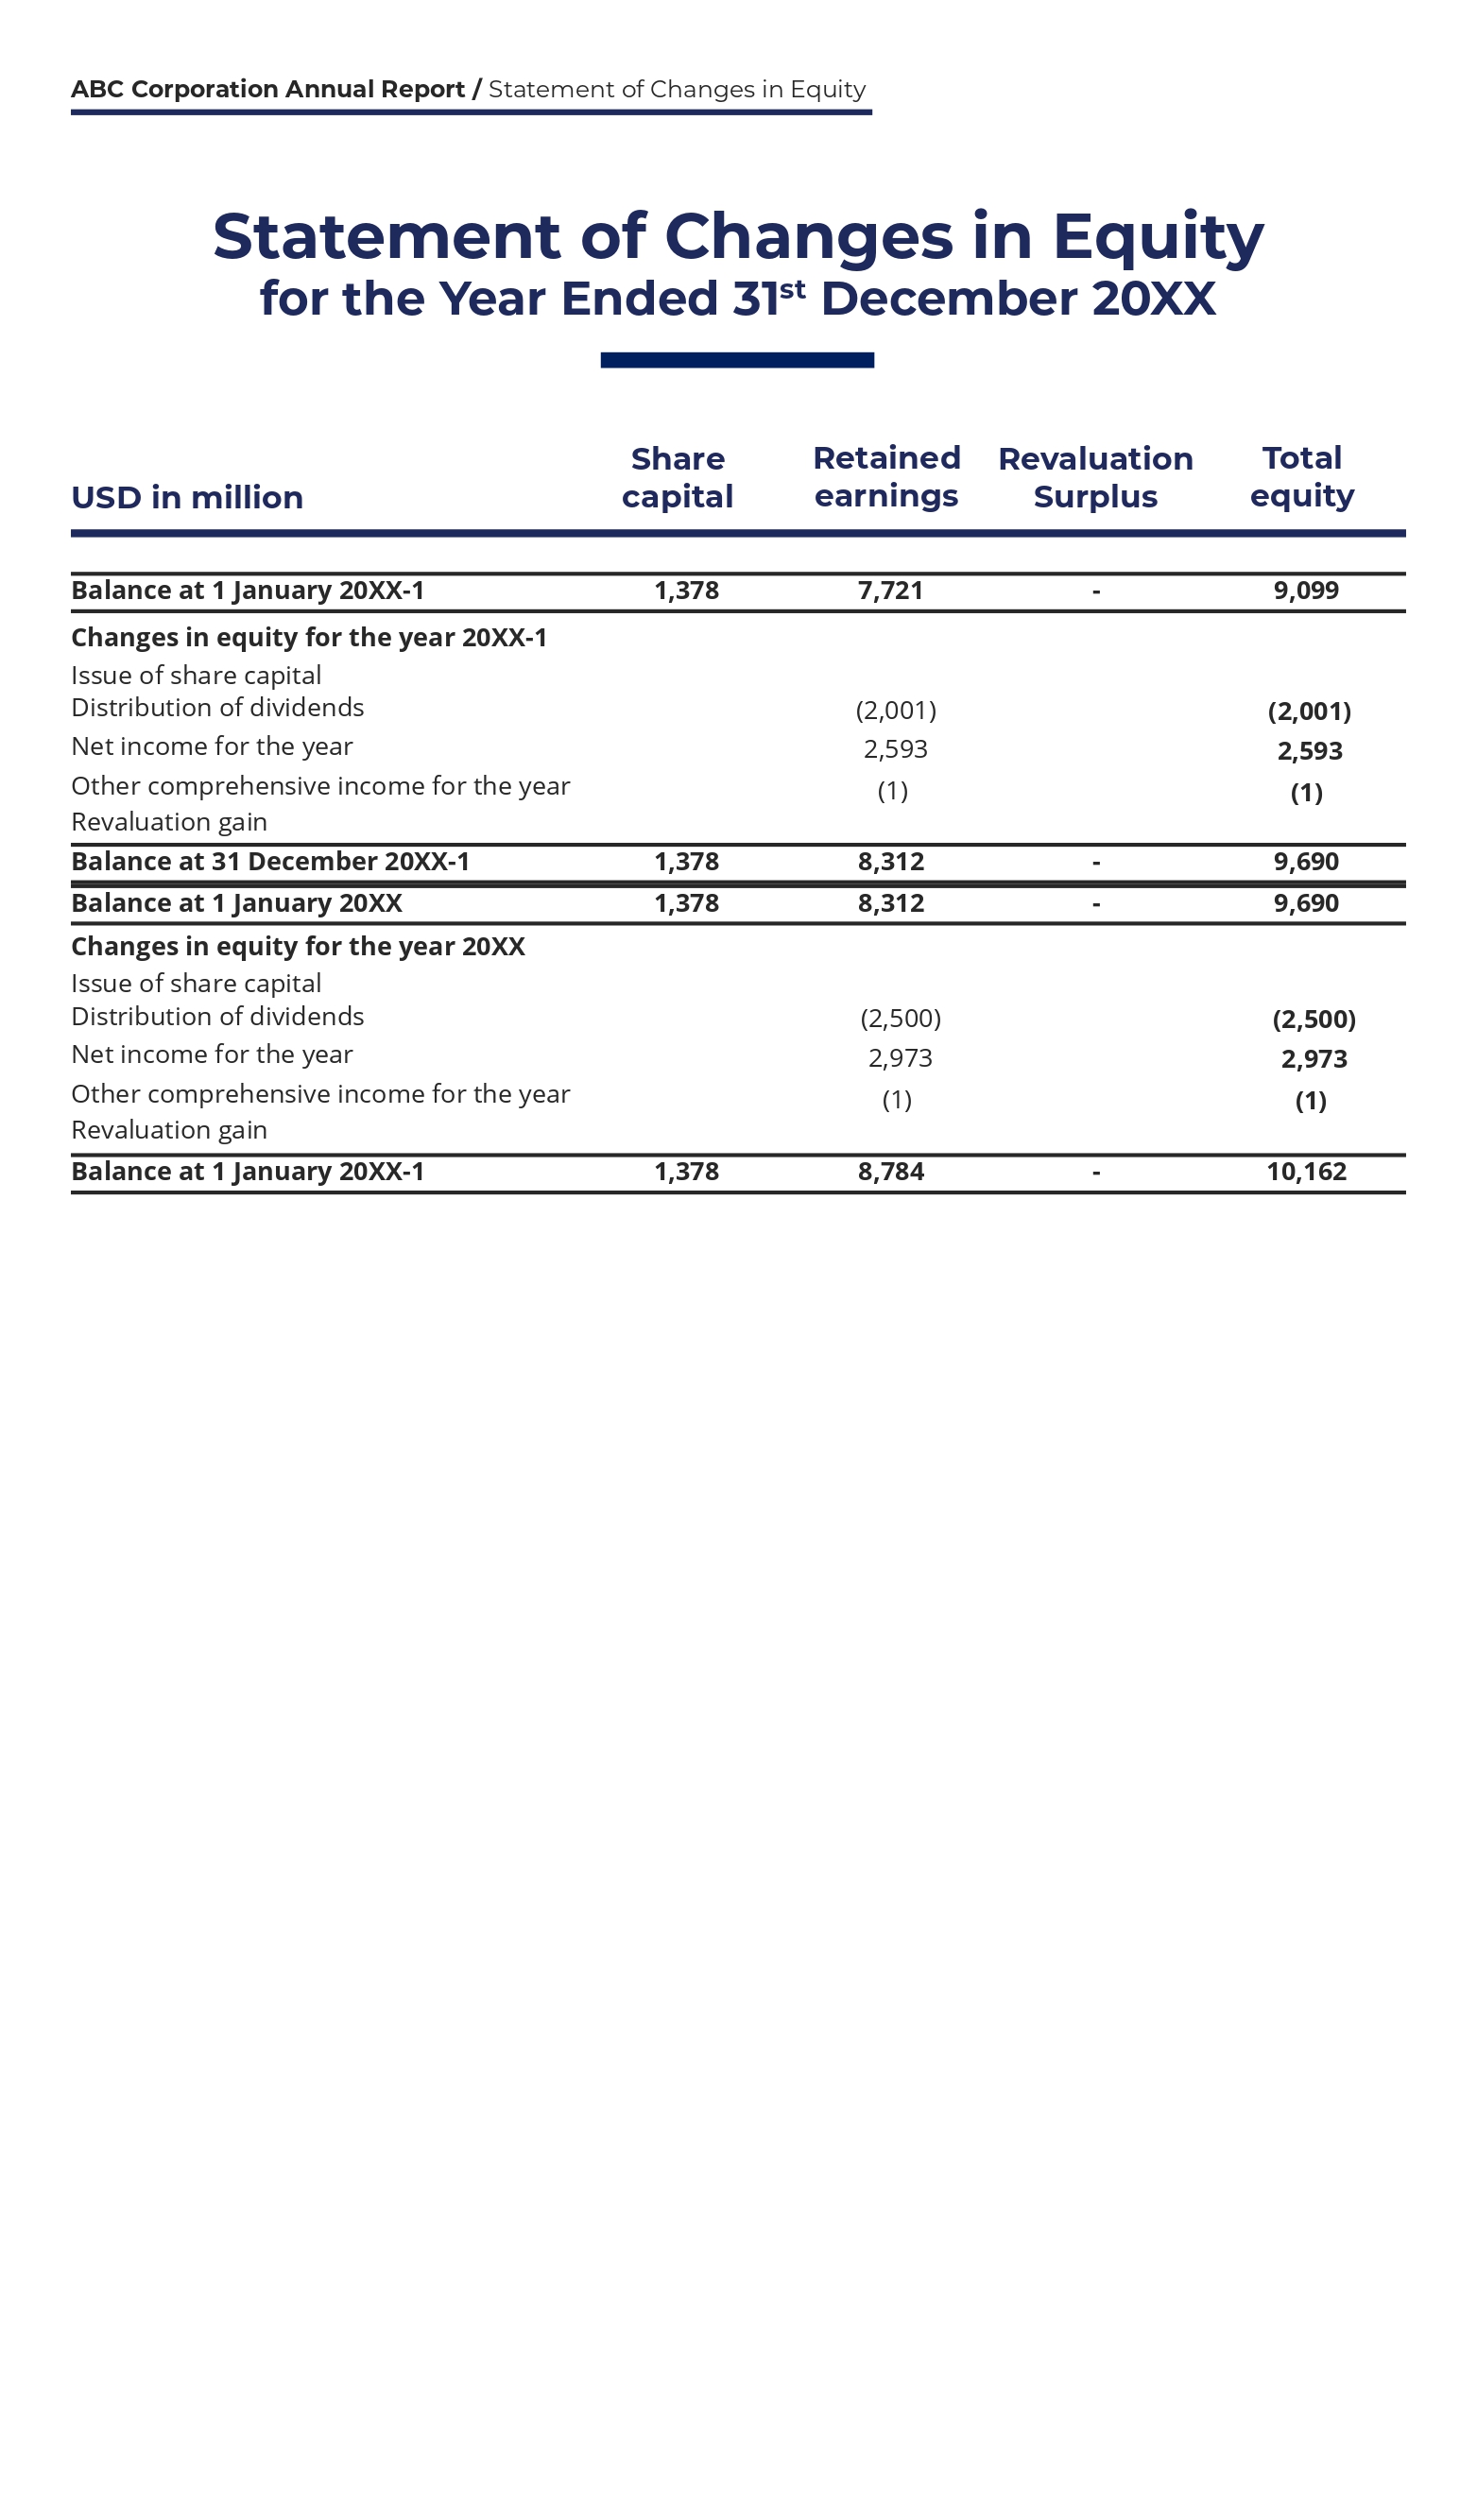 ABC Corporation Annual Report / Statement of Changes in Equity
Statement of Changes in Equity
for the Year Ended 31st December 20XX
USD in million Share capital Retained earnings Revaluation Surplus Total equity
Balance at 1 January 20XX-1 1,378 7,721 - 9,099
Changes in equity for the year 20XX-1
Issue of share capital
Distribution of dividends (2,001) (2,001)
Net income for the year 2,593 2,593
Other comprehensive income for the year (1) (1)
Revaluation gain
Balance at 31 December 20XX-1 1,378 8,312 - 9,690
Balance at 1 January 20XX 1,378 8,312 - 9,690
Changes in equity for the year 20XX
Issue of share capital
Distribution of dividends (2,500) (2,500)
Net income for the year 2,973 2,973
Other comprehensive income for the year (1) (1)
Revaluation gain
Balance at 1 January 20XX-1 1,378 8,784 - 10,162